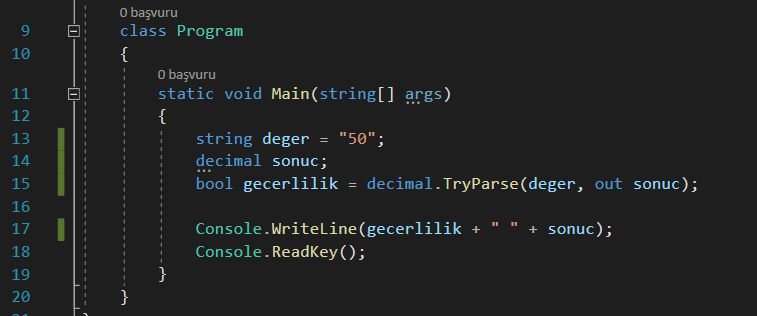 0 başvuru
9 class Program
10 {
0 başvuru
11 static void Main(string[] args)
12 {
13 string deger = "50";
14 decimal sonuc;
15 bool gecerlilik = decimal.TryParse(deger, out sonuc);
16
17 Console.WriteLine(gecerlilik + " " + sonuc);
18 Console.ReadKey();
19 }
20 }